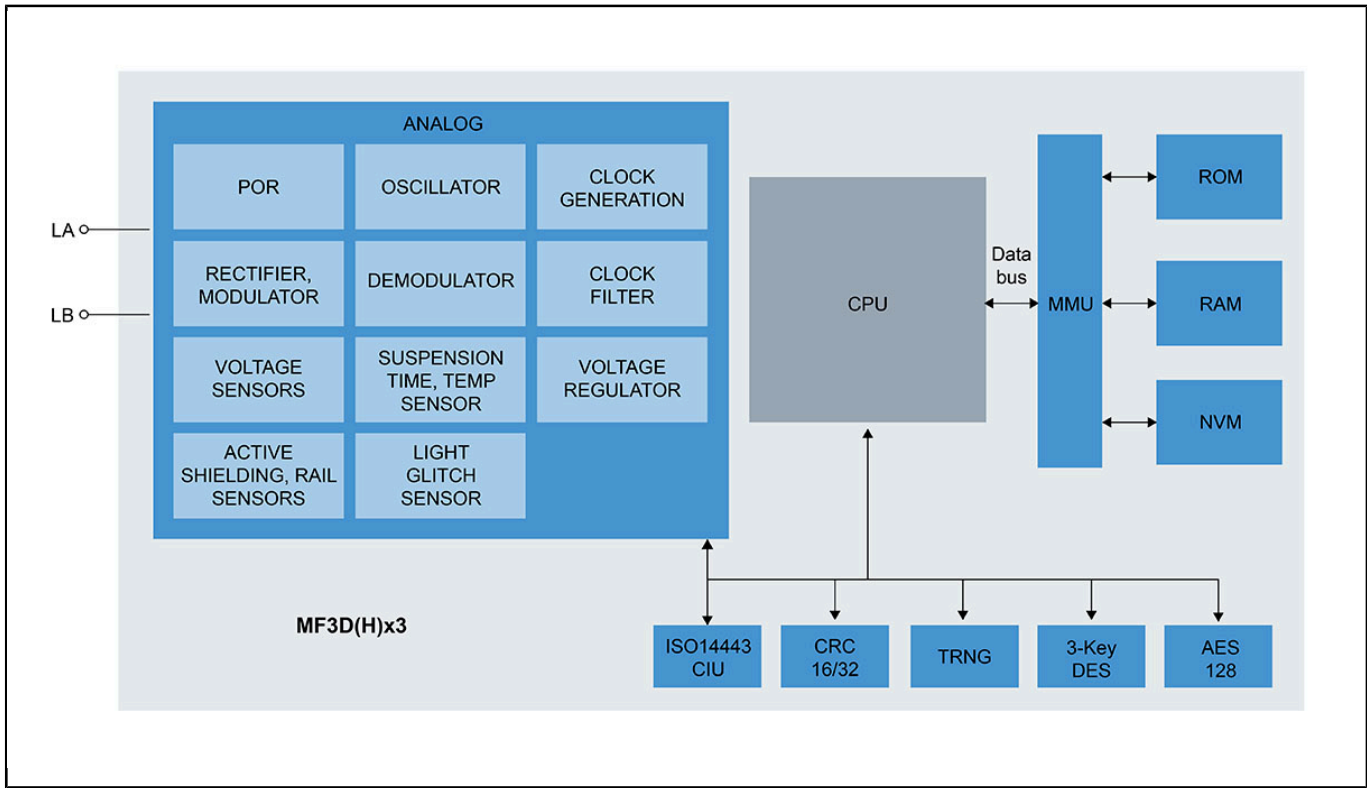 ANALOG
POR
OSCILLATOR
CLOCK
GENERATION
LA
RECTIFIER,
MODULATOR
DEMODULATOR
CLOCK
FILTER
LB
VOLTAGE
SENSORS
SUSPENSION
TIME, TEMP
SENSOR
VOLTAGE
REGULATOR
ACTIVE
SHIELDING, RAIL
SENSORS
LIGHT
GLITCH
SENSOR
CPU
Data
bus
MMU
ROM
RAM
NVM
MF3D(H)x3
ISO14443
CIU
CRC
16/32
TRNG
3-Key
DES
AES
128